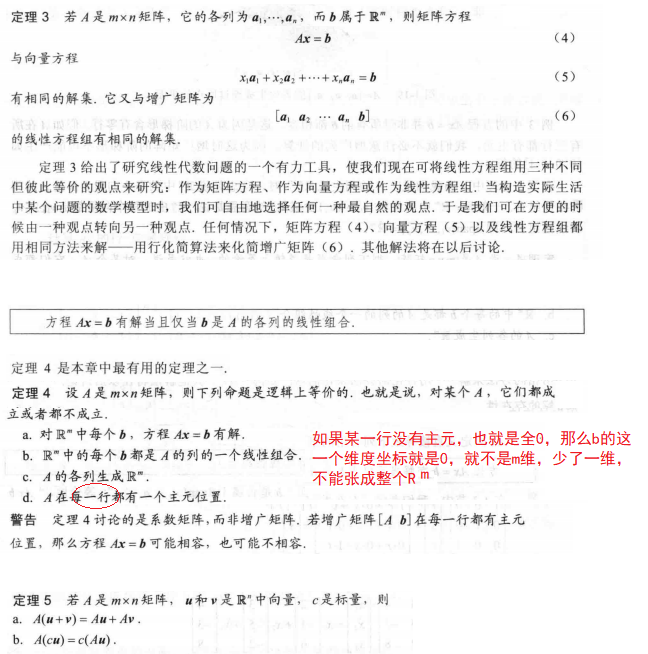 定理 3 若 A 是 m×n 矩阵，它的各列为 a₁,⋯,aₙ，而 b 属于 ℝᵐ，则矩阵方程
Ax = b （4）
与向量方程
x₁a₁ + x₂a₂ + ⋯ + xₙaₙ = b （5）
有相同的解集. 它又与增广矩阵为
[a₁ a₂ ⋯ aₙ b] （6）
的线性方程组有相同的解集.
定理 3 给出了研究线性代数问题的一个有力工具，使我们现在可将线性方程组用三种不同
但彼此等价的观点来研究：作为矩阵方程、作为向量方程或作为线性方程组. 当构造实际生活
中某个问题的数学模型时，我们可自由地选择任何一种最自然的观点. 于是我们可在方便的时
候由一种观点转向另一种观点. 任何情况下，矩阵方程（4）、向量方程（5）以及线性方程组都
用相同方法来解——用行化简算法来化简增广矩阵（6）. 其他解法将在以后讨论.
方程 Ax = b 有解当且仅当 b 是 A 的各列的线性组合.
定理 4 是本章中最有用的定理之一.
定理 4 设 A 是 m×n 矩阵，则下列命题是逻辑上等价的. 也就是说，对某个 A，它们都成
立或者都不成立.
a. 对 ℝᵐ 中每个 b，方程 Ax = b 有解.
b. ℝᵐ 中的每个 b 都是 A 的列的一个线性组合.
c. A 的各列生成 ℝᵐ.
d. A 在每一行都有一个主元位置.
如果某一行没有主元，也就是全0，那么b的这
一个维度坐标就是0，就不是m维，少了一维，
不能张成整个R m
警告 定理 4 讨论的是系数矩阵，而非增广矩阵. 若增广矩阵 [A b] 在每一行都有主元
位置，那么方程 Ax = b 可能相容，也可能不相容.
定理 5 若 A 是 m×n 矩阵， u 和 v 是 ℝⁿ 中向量， c 是标量，则
a. A(u + v) = Au + Av .
b. A(cu) = c(Au) .